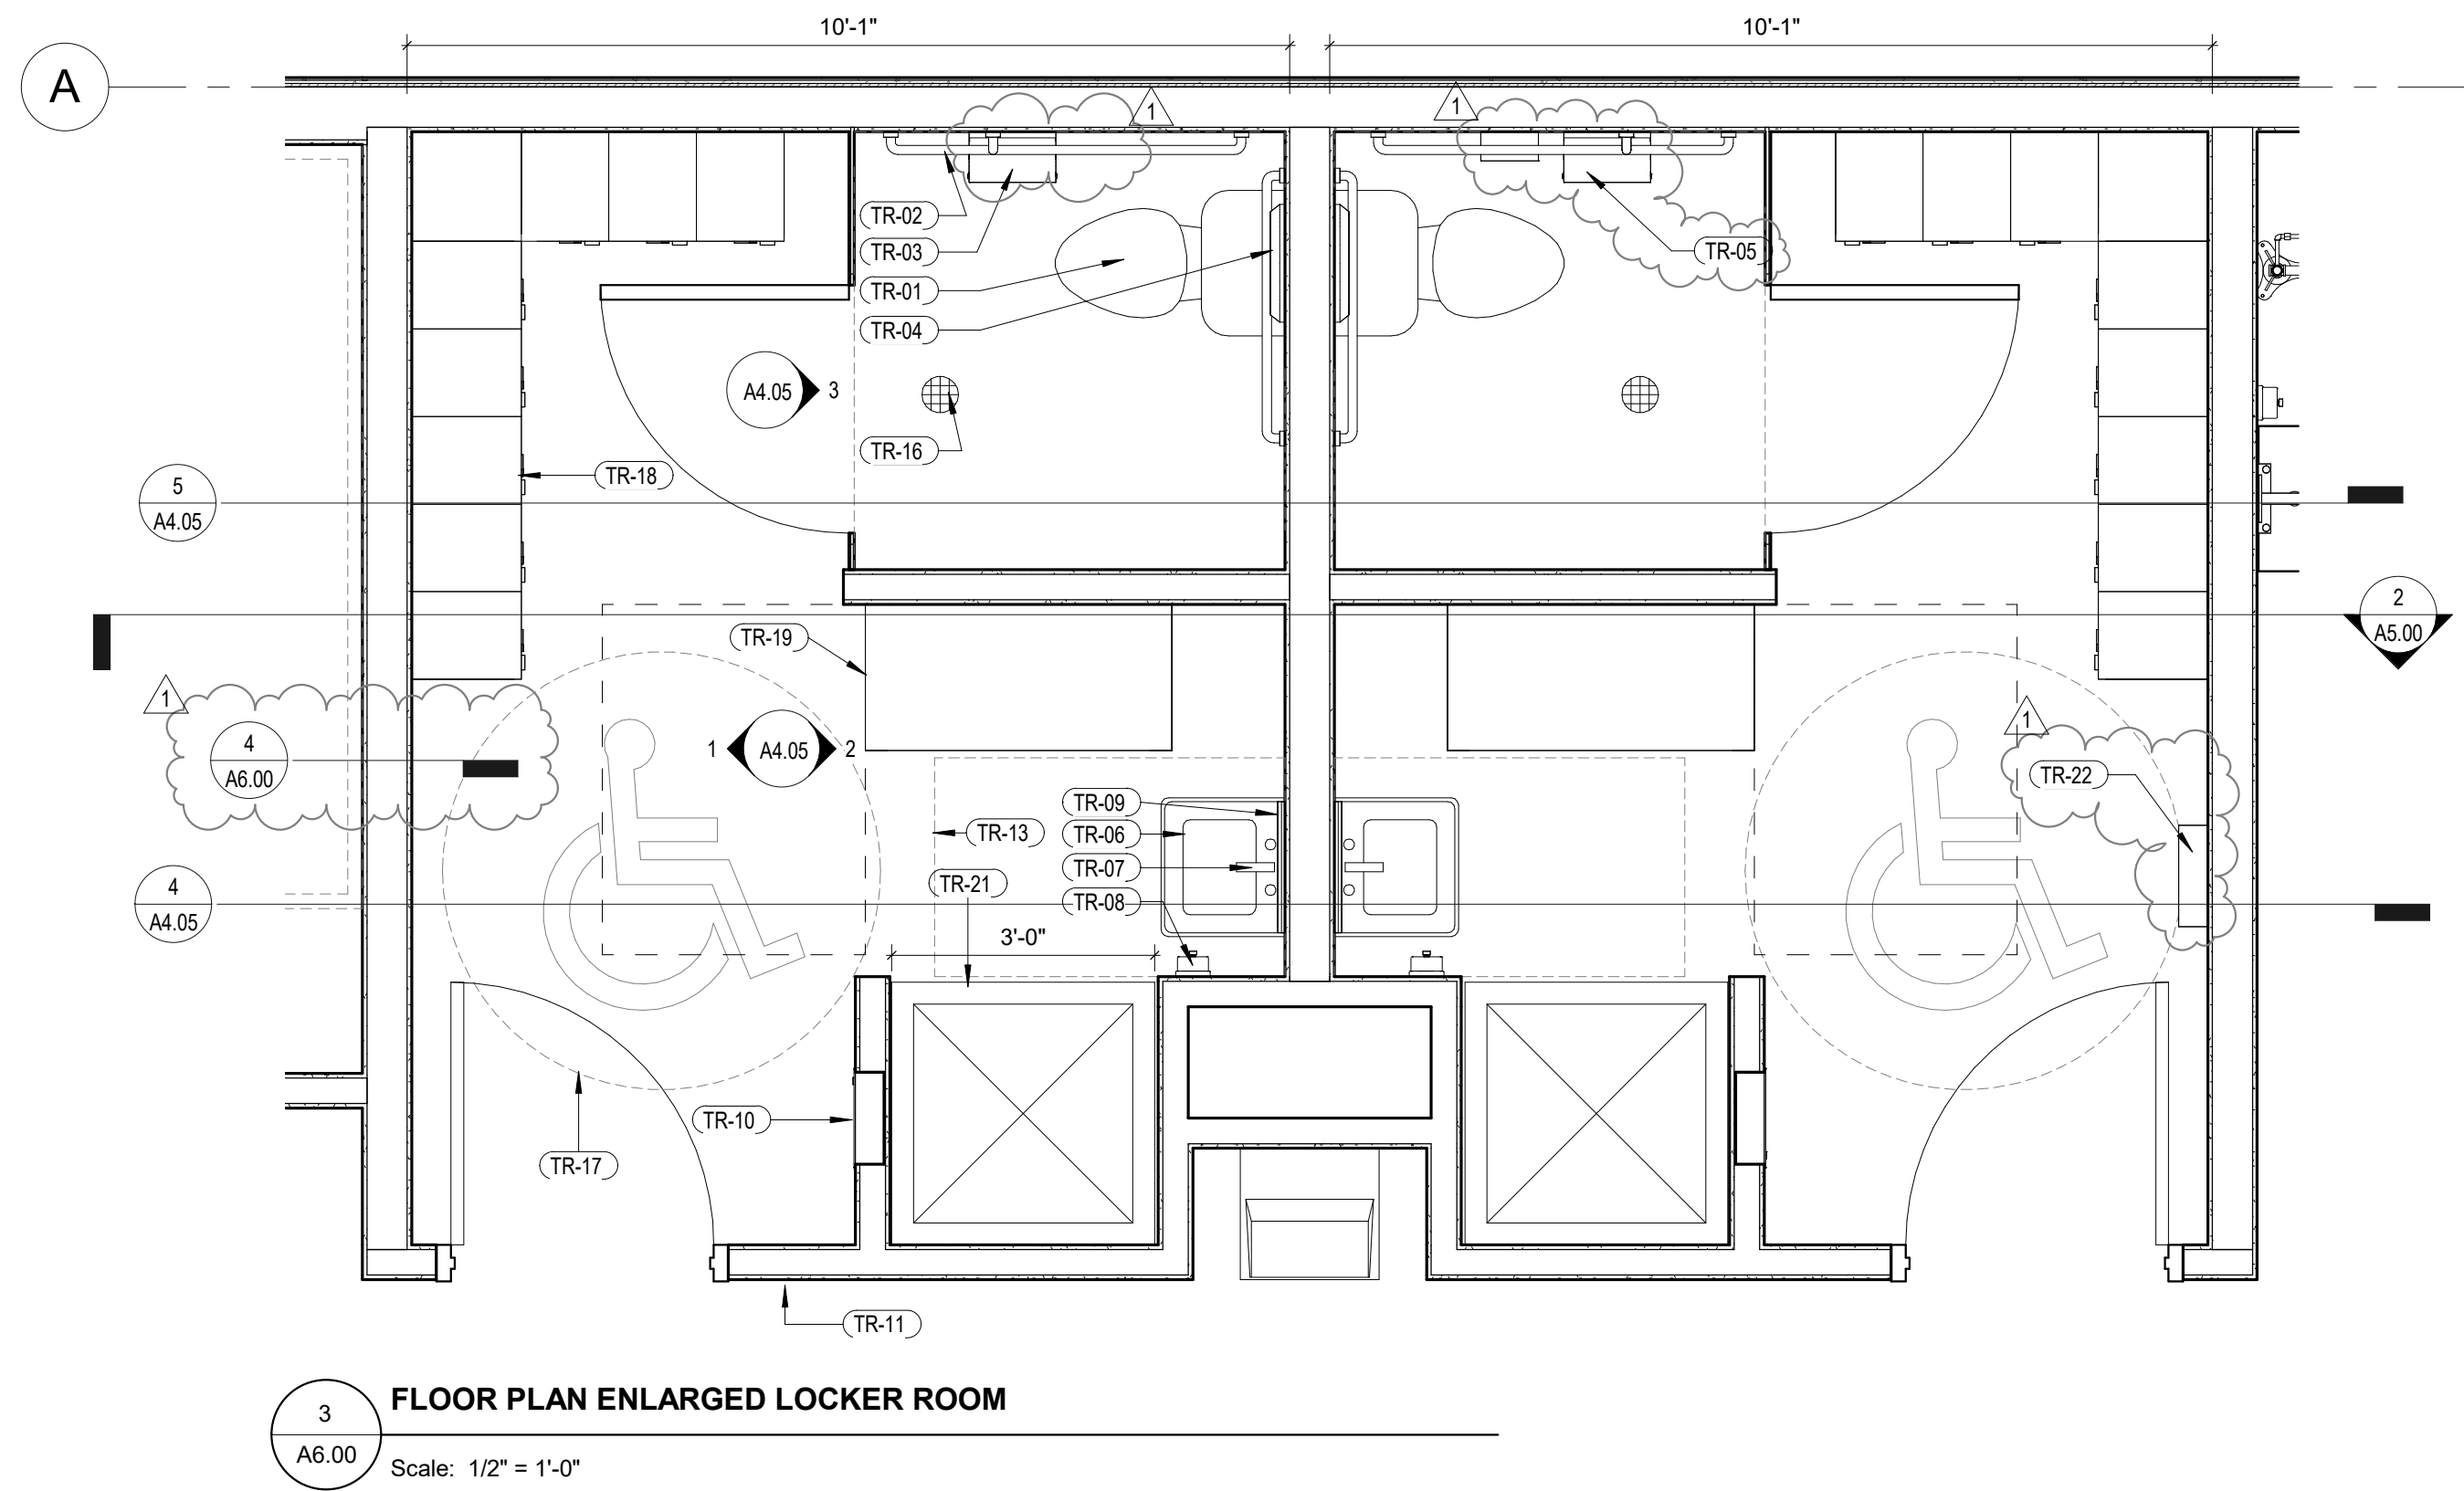 10'-1"
10'-1"
A
1
1
TR-02
TR-03
TR-05
TR-01
TR-04
A4.05
3
TR-16
TR-18
5
A4.05
2
A5.00
TR-19
1
1
4
A6.00
1
A4.05
2
TR-22
TR-09
TR-13
TR-06
TR-07
TR-21
TR-08
4
A4.05
3'-0"
TR-10
TR-17
TR-11
3
A6.00
FLOOR PLAN ENLARGED LOCKER ROOM
Scale: 1/2" = 1'-0"